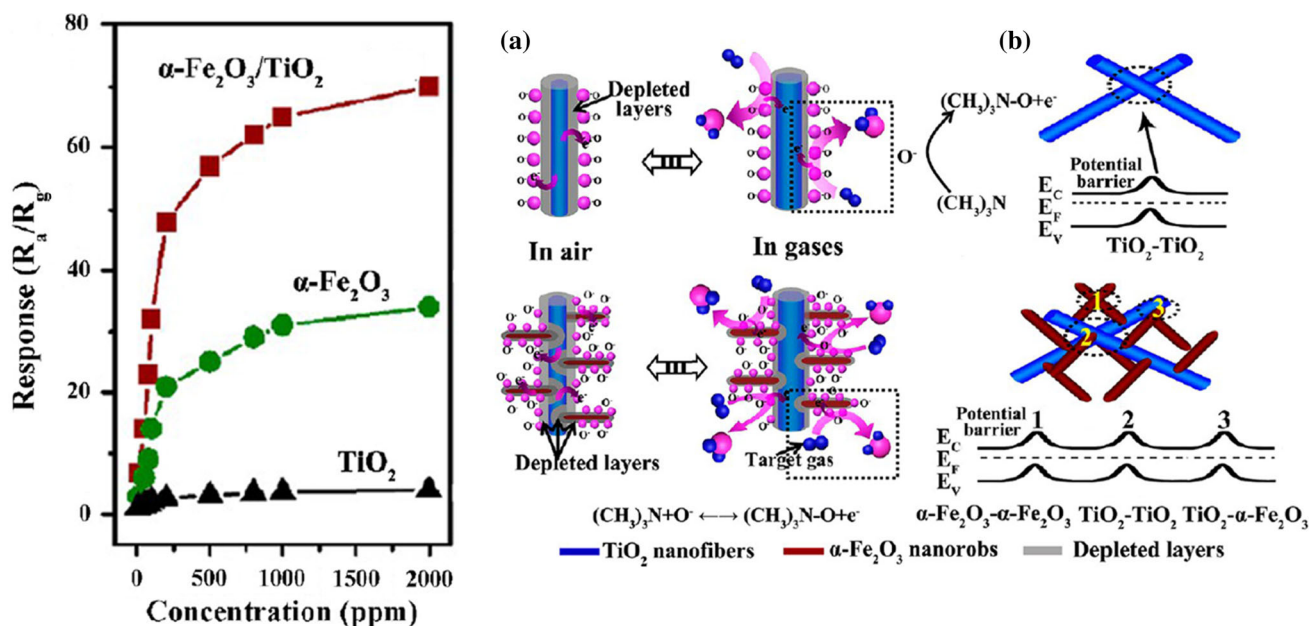 80
60
40
20
0
Response (Ra/Rg)
α-Fe2O3/TiO2
α-Fe2O3
TiO2
0 500 1000 1500 2000
Concentration (ppm)
(a)
Depleted layers
e-
e-
In air
O-
e-
e-
In gases
O-
(CH3)3N-O+e-
(CH3)3N
(b)
Potential barrier
EC
EF
EV
TiO2-TiO2
Depleted layers
Target gas
(CH3)3N+O- ←→ (CH3)3N-O+e-
1
2
3
Potential barrier
1 2 3
EC
EF
EV
α-Fe2O3-α-Fe2O3 TiO2-TiO2 TiO2-α-Fe2O3
TiO2 nanofibers α-Fe2O3 nanorobs Depleted layers